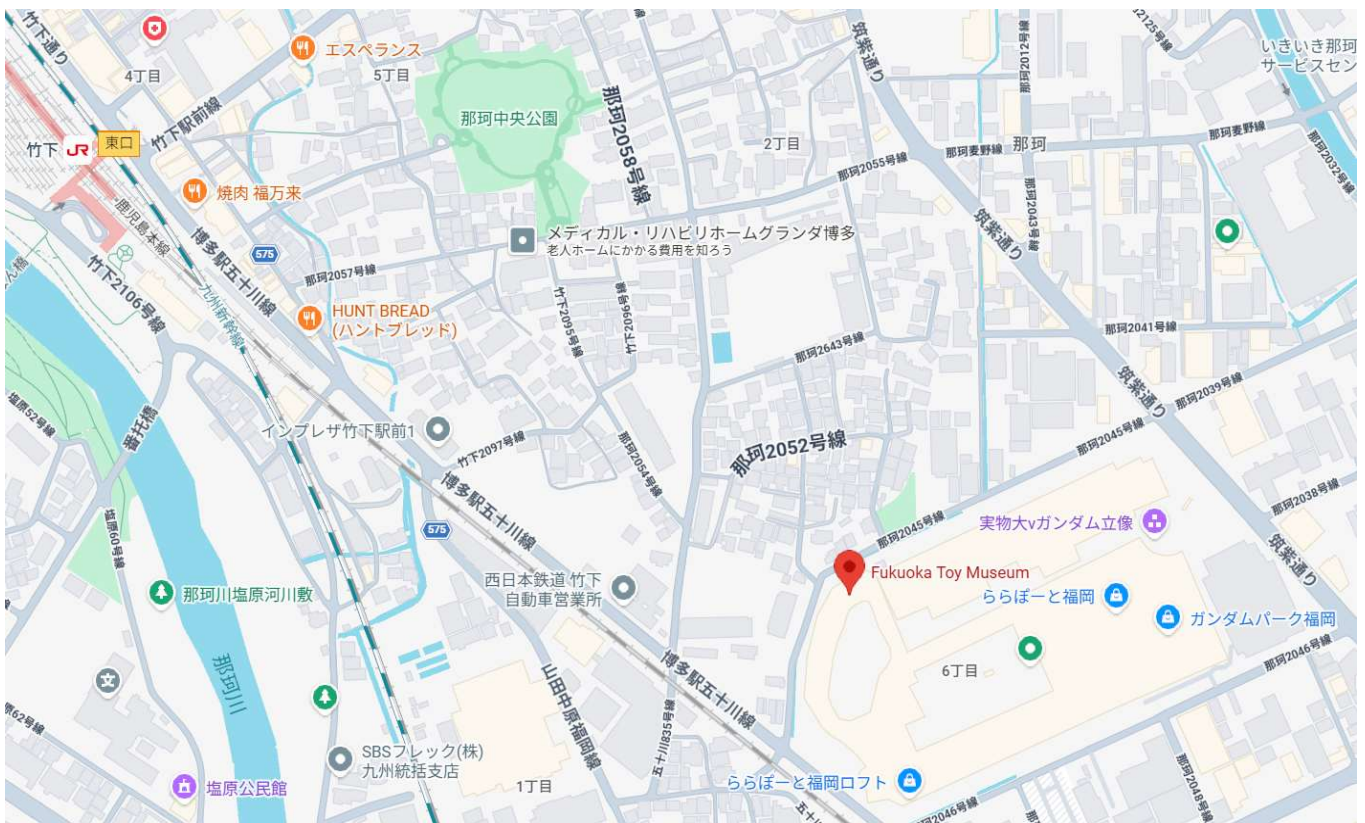 竹下通り
4丁目
エスペランス
5丁目
竹下駅前線
那珂中央公園
那珂2058号線
筑紫通り
那珂2012号線
那珂2125号線
いきいき那珂
サービスセン
竹下
JR
東口
2丁目
那珂2055号線
那珂麦野線
那珂
那珂麦野線
那珂2032号線
焼肉 福万来
鹿児島本線
博多駅五十川線
575
メディカル・リハビリホームグランダ博多
老人ホームにかかる費用を知ろう
那珂2043号線
筑紫通り
竹下2106号線
九州新幹線
那珂2057号線
HUNT BREAD
(ハントブレッド)
竹下2095号線
竹下2096号線
那珂2643号線
那珂2041号線
塩原52号線
番托橋
筑紫通り
那珂2039号線
インプレザ竹下駅前1
竹下2097号線
那珂2054号線
那珂2052号線
那珂2045号線
博多駅五十川線
575
塩原60号線
那珂2045号線
実物大νガンダム立像
那珂2038号線
筑紫通り
那珂川塩原河川敷
西日本鉄道 竹下
自動車営業所
Fukuoka Toy Museum
ららぽーと福岡
ガンダムパーク福岡
那珂川
山田中原福岡線
博多駅五十川線
6丁目
那珂2046号線
原62号線
五十川835号線
SBSフレック(株)
九州統括支店
塩原公民館
1丁目
ららぽーと福岡ロフト
那珂2046号線
那珂2048号線
五十